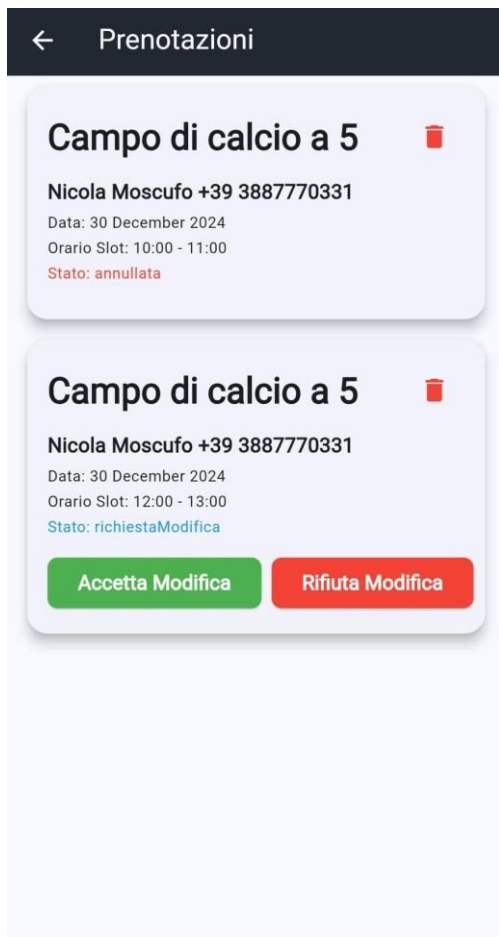 Prenotazioni
Campo di calcio a 5
Nicola Moscufo +39 3887770331
Data: 30 December 2024
Orario Slot: 10:00 - 11:00
Stato: annullata
Campo di calcio a 5
Nicola Moscufo +39 3887770331
Data: 30 December 2024
Orario Slot: 12:00 - 13:00
Stato: richiestaModifica
Accetta Modifica Rifiuta Modifica